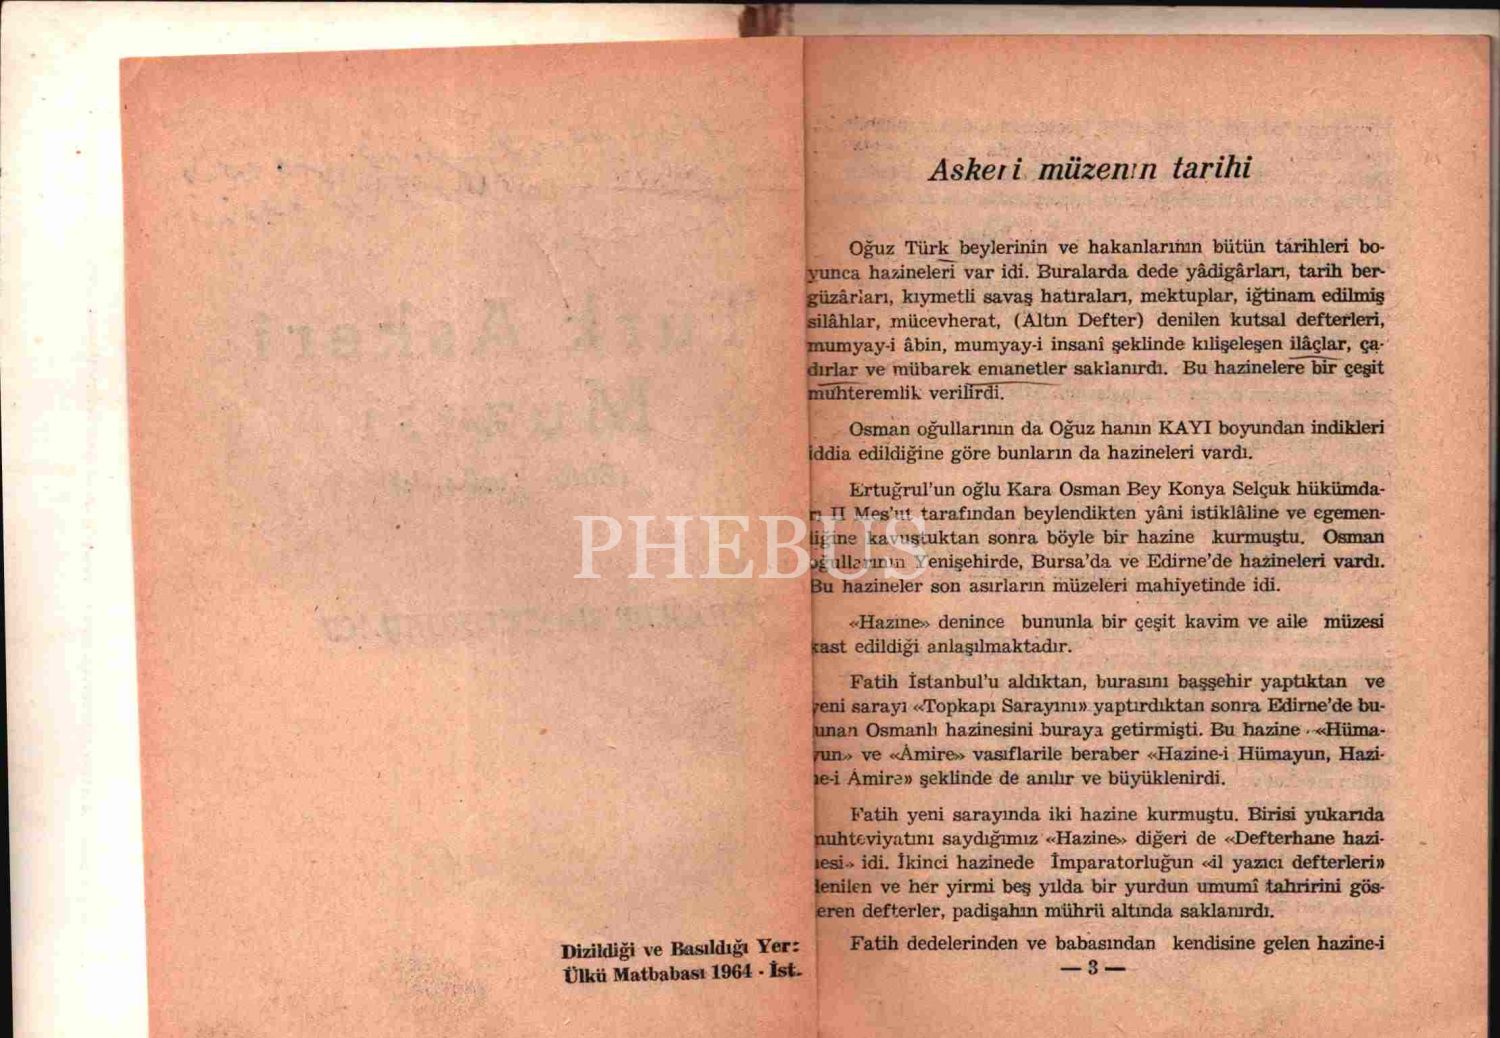 Dizildiği ve Basıldığı Yer:
Ülkü Matbabası 1964 - İst.
Askeri müzenin tarihi
Oğuz Türk beylerinin ve hakanlarının bütün tarihleri bo-
yunca hazineleri var idi. Buralarda dede yâdigârları, tarih ber-
güzârları, kıymetli savaş hatıraları, mektuplar, iğtinam edilmiş
silâhlar, mücevherat, (Altın Defter) denilen kutsal defterleri,
mumyay-i âbin, mumyay-i insanî şeklinde kılişeleşen ilâçlar, ça-
dırlar ve mübarek emanetler saklanırdı. Bu hazinelere bir çeşit
muhteremlik verilirdi.
Osman oğullarının da Oğuz hanın KAYI boyundan indikleri
iddia edildiğine göre bunların da hazineleri vardı.
Ertuğrul'un oğlu Kara Osman Bey Konya Selçuk hükümda-
rı II Mes'ut tarafından beylendikten yâni istiklâline ve egemen-
liğine kavuştuktan sonra böyle bir hazine kurmuştu. Osman
oğullarının Yenişehirde, Bursa'da ve Edirne'de hazineleri vardı.
Bu hazineler son asırların müzeleri mahiyetinde idi.
«Hazine» denince bununla bir çeşit kavim ve aile müzesi
kast edildiği anlaşılmaktadır.
Fatih İstanbul'u aldıktan, burasını başşehir yaptıktan ve
yeni sarayı «Topkapı Sarayını» yaptırdıktan sonra Edirne'de bu-
lunan Osmanlı hazinesini buraya getirmişti. Bu hazine «Hüma-
yun» ve «Âmire» vasıflarile beraber «Hazine-i Hümayun, Hazi-
ne-i Âmire» şeklinde de anılır ve büyüklenirdi.
Fatih yeni sarayında iki hazine kurmuştu. Birisi yukarıda
muhteviyatını saydığımız «Hazine» diğeri de «Defterhane hazi-
nesi» idi. İkinci hazinede İmparatorluğun «il yazıcı defterleri»
denilen ve her yirmi beş yılda bir yurdun umumî tahririni gös-
teren defterler, padişahın mührü altında saklanırdı.
Fatih dedelerinden ve babasından kendisine gelen hazine-i
— 3 —
PHEBUS